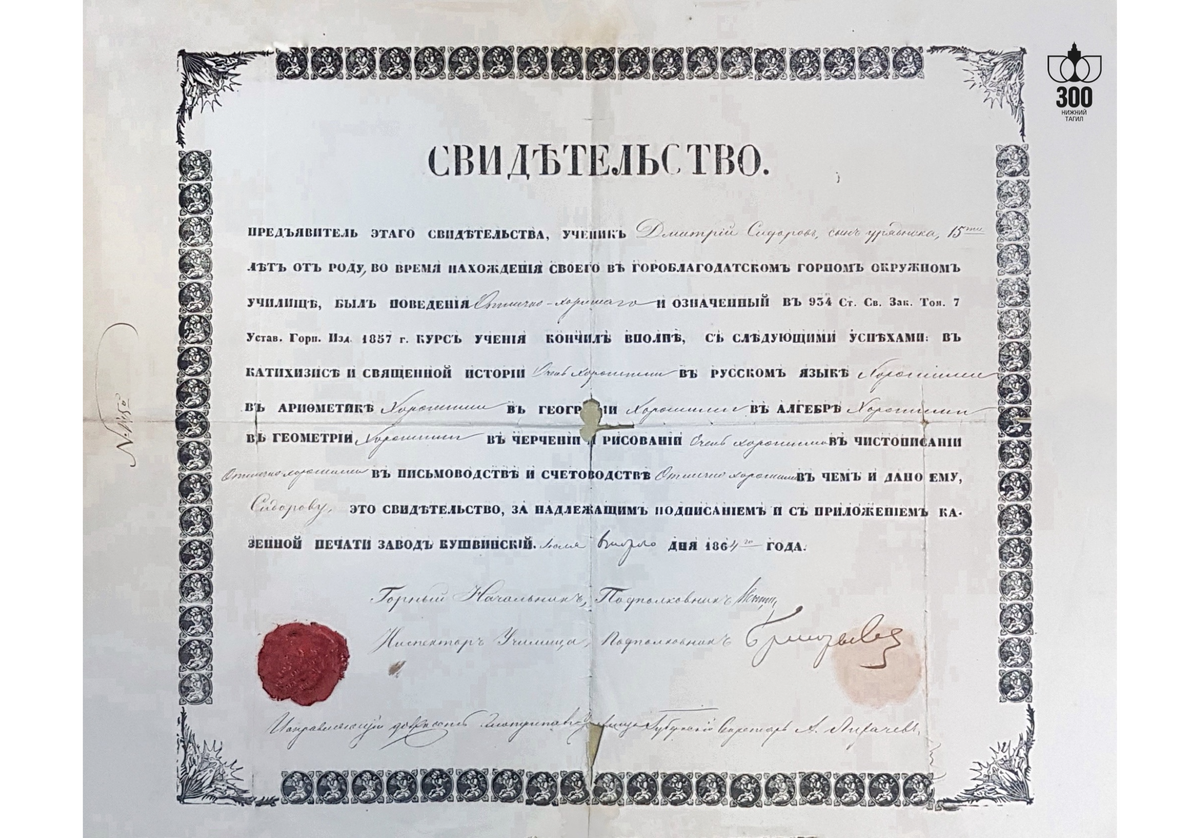 300
НИЖНИЙ
ТАГИЛ
СВИДѢТЕЛЬСТВО.
ПРЕДЪЯВИТЕЛЬ ЭТАГО СВИДѢТЕЛЬСТВА, УЧЕНИКЪ Дмитрій Сидоровъ, сынъ урядника, 15ти
ЛѢТЪ ОТЪ РОДУ, ВО ВРЕМЯ НАХОЖДЕНІЯ СВОЕГО ВЪ ГОРОБЛАГОДАТСКОМЪ ГОРНОМЪ ОКРУЖНОМЪ
УЧИЛИЩѢ, БЫЛЪ ПОВЕДЕНІЯ Отлично-хорошаго И ОЗНАЧЕННЫЙ ВЪ 934 Ст. Св. Зак. Том. 7
Устав. Горн. Изд. 1857 г. КУРСЪ УЧЕНІЯ КОНЧИЛЪ ВПОЛНѢ, СЪ СЛѢДУЮЩИМИ УСПѢХАМИ: ВЪ
КАТИХИЗИСѢ И СВЯЩЕННОЙ ИСТОРІИ Очень хорошими ВЪ РУССКОМЪ ЯЗЫКѢ Хорошими
ВЪ АРИѲМЕТИКѢ Хорошими ВЪ ГЕОГРАФІИ Хорошими ВЪ АЛГЕБРѢ Хорошими
ВЪ ГЕОМЕТРІИ Хорошими ВЪ ЧЕРЧЕНІИ И РИСОВАНІИ Очень хорошими ВЪ ЧИСТОПИСАНІИ
Отлично хорошими ВЪ ПИСЬМОВОДСТВѢ И СЧЕТОВОДСТВѢ Отлично хорошими ВЪ ЧЕМЪ И ДАНО ЕМУ,
Сидорову, ЭТО СВИДѢТЕЛЬСТВО, ЗА НАДЛЕЖАЩИМЪ ПОДПИСАНІЕМЪ И СЪ ПРИЛОЖЕНІЕМЪ КА-
ЗЕННОЙ ПЕЧАТИ ЗАВОДЪ КУШВИНСКІЙ. ДНЯ 1864го ГОДА.
Горный Начальникъ, Подполковникъ
Инспекторъ Училища, Подполковникъ
должность Губернскій Секретарь А.